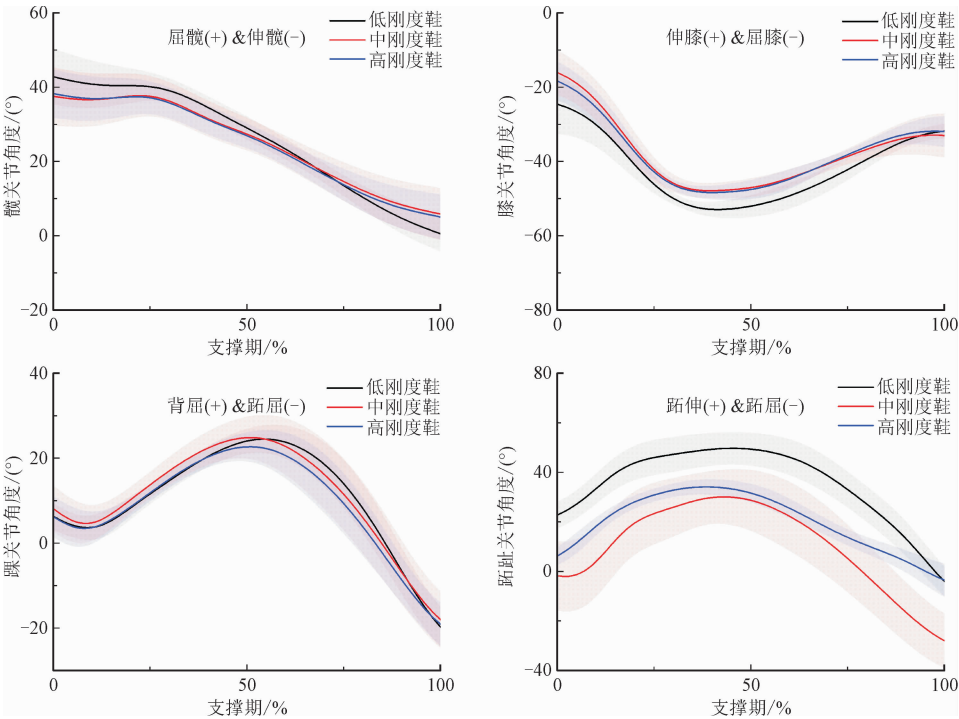 60
40
20
0
−20
0
50
100
髋关节角度/(°)
支撑期/%
屈髋(+)&伸髋(−)
低刚度鞋
中刚度鞋
高刚度鞋
−0
−20
−40
−60
−80
0
50
100
膝关节角度/(°)
支撑期/%
伸膝(+)&屈膝(−)
低刚度鞋
中刚度鞋
高刚度鞋
40
20
0
−20
0
50
100
踝关节角度/(°)
支撑期/%
背屈(+)&跖屈(−)
低刚度鞋
中刚度鞋
高刚度鞋
80
40
0
−40
0
50
100
跖趾关节角度/(°)
支撑期/%
跖伸(+)&跖屈(−)
低刚度鞋
中刚度鞋
高刚度鞋